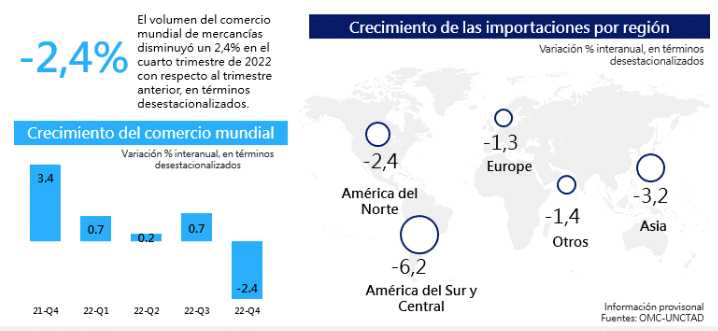 -2,4%
El volumen del comercio
mundial de mercancías
disminuyó un 2,4% en el
cuarto trimestre de 2022
con respecto al trimestre
anterior, en términos
desestacionalizados.
Crecimiento del comercio mundial
Variación % interanual, en términos
desestacionalizados
3.4
0.7
0.2
0.7
-2.4
21-Q4
22-Q1
22-Q2
22-Q3
22-Q4
Crecimiento de las importaciones por región
Variación % interanual, en términos
desestacionalizados
-2,4
América del
Norte
-6,2
América del Sur y
Central
-1,3
Europe
-1,4
Otros
-3,2
Asia
Información provisonal
Fuentes: OMC-UNCTAD